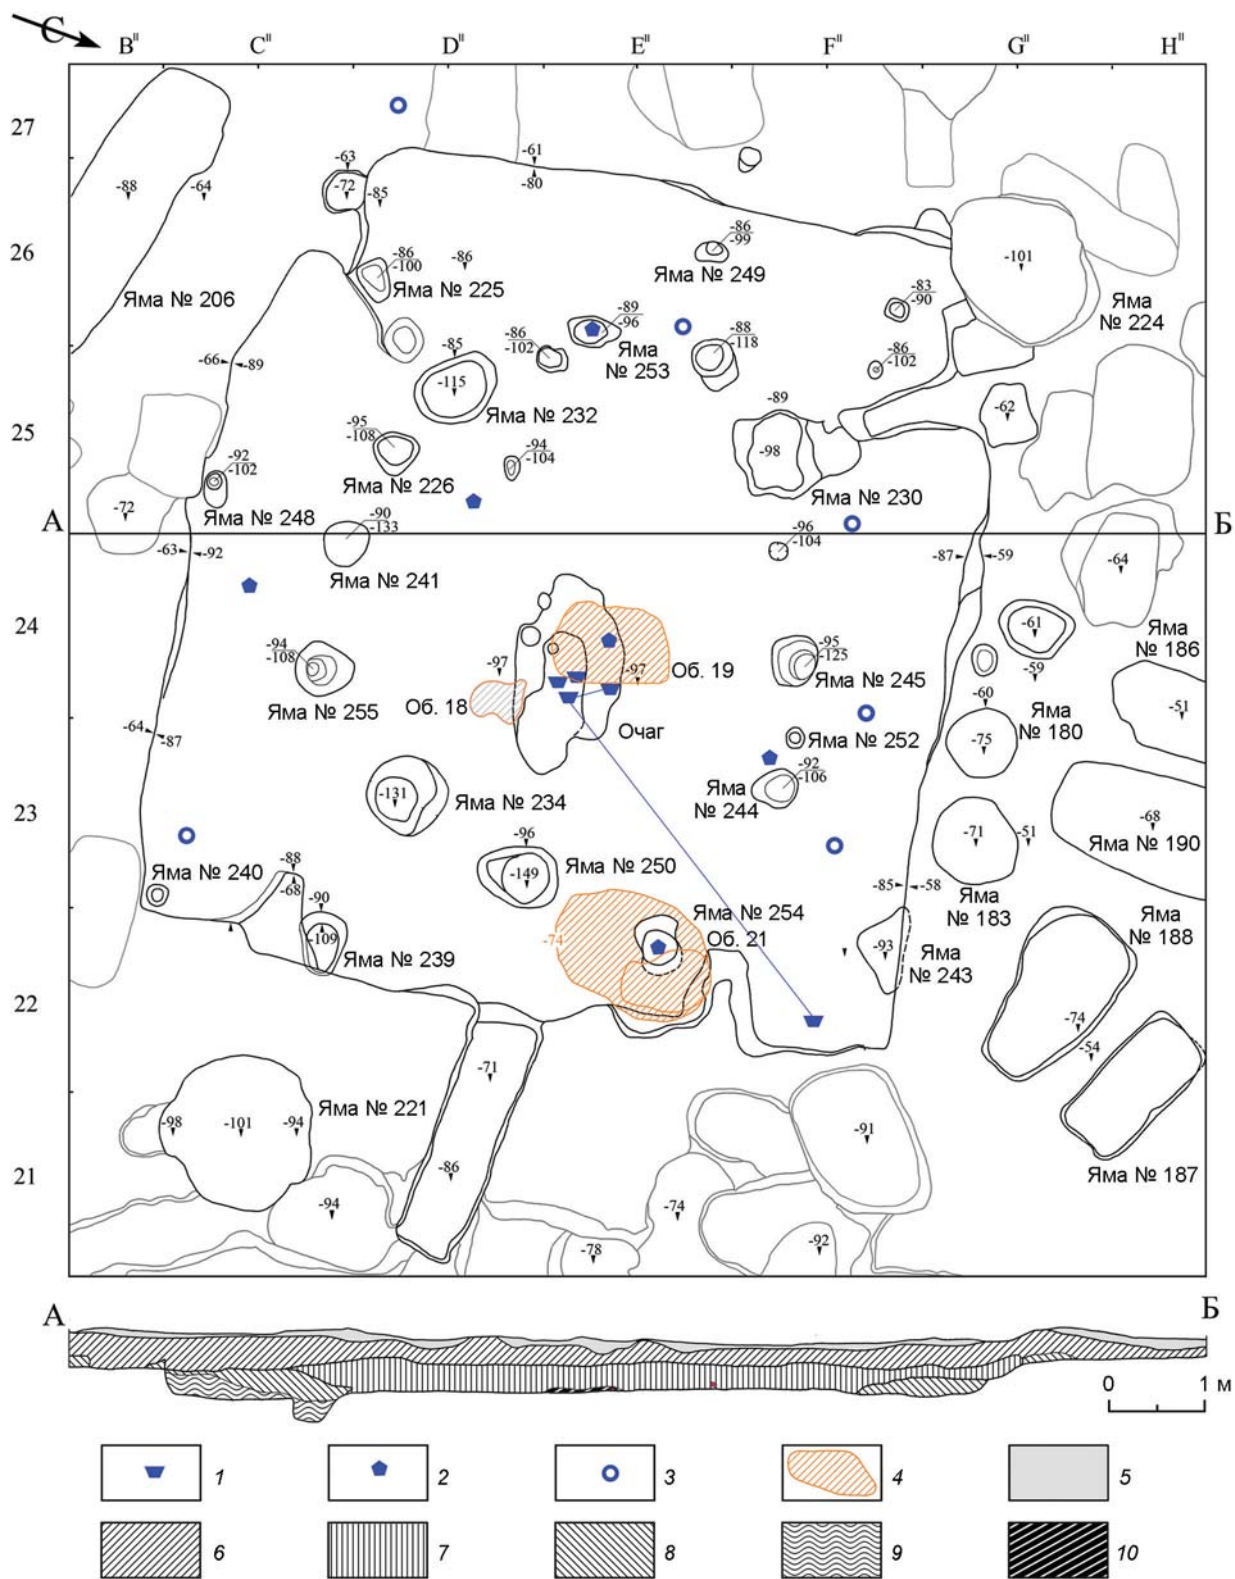 С
B'' C'' D'' E'' F'' G'' H''
27
-61
-80
-63
-72
-85
-88
-64
26
-86
-99
-86
-100
-86
-101
Яма № 249
Яма № 225
Яма № 206
-83
-90
Яма
№ 224
-89
-96
-88
-118
-86
-102
Яма
№ 253
-85
-66
-89
-86
-102
-115
-89
-62
Яма № 232
25
-95
-108
-94
-104
-98
-92
-102
Яма № 226
Яма № 230
-72
Яма № 248
А
-90
-133
Б
-96
-104
-63
-92
-87
-59
-64
Яма № 241
24
-61
Яма
№ 186
-94
-108
-95
-125
-97
-97
Об. 19
-59
Яма № 245
Яма № 255
Об. 18
-60
-51
Очаг
Яма
№ 180
-64
-87
Яма № 252
-75
-92
-106
-131
Яма № 234
Яма
№ 244
23
-68
-71
-51
-96
Яма № 190
Яма № 250
-88
-68
Яма № 240
-149
-85
-58
Яма
№ 183
-90
Яма № 254
Яма
№ 188
-109
-74
Об. 21
Яма № 239
-93
Яма
№ 243
22
-74
-54
-71
Яма № 221
-98
-101
-94
-91
21
-86
Яма № 187
-94
-74
-92
-78
А
Б
0 1 м
1 2 3 4 5
6 7 8 9 10